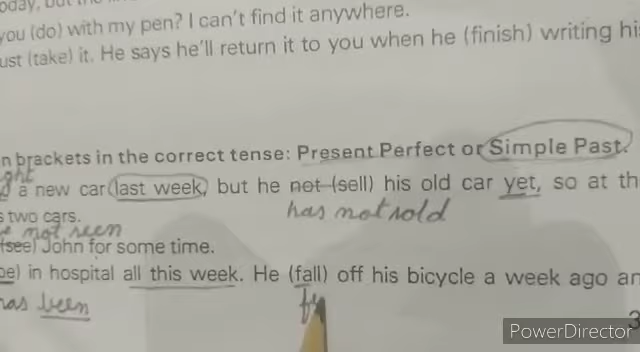 you (do) with my pen? I can't find it anywhere.
ust (take) it. He says he'll return it to you when he (finish) writing his
n brackets in the correct tense: Present Perfect or Simple Past.
ght
a new car last week, but he not (sell) his old car yet, so at th
has not sold
s two cars.
e not seen
(see) John for some time.
be) in hospital all this week. He (fall) off his bicycle a week ago an
has been
3
PowerDirector